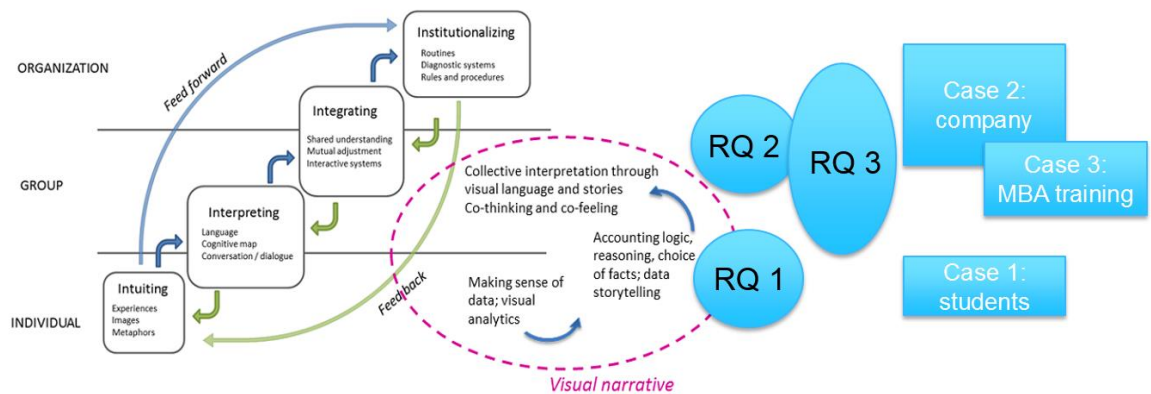 ORGANIZATION
GROUP
INDIVIDUAL
Feed forward
Institutionalizing
Routines
Diagnostic systems
Rules and procedures
Integrating
Shared understanding
Mutual adjustment
Interactive systems
Interpreting
Language
Cognitive map
Conversation / dialogue
Intuiting
Experiences
Images
Metaphors
Feed back
Collective interpretation through
visual language and stories
Co-thinking and co-feeling
Accounting logic,
reasoning, choice
of facts; data
storytelling
Making sense of
data; visual
analytics
Visual narrative
RQ 2
RQ 3
RQ 1
Case 2:
company
Case 3:
MBA training
Case 1:
students